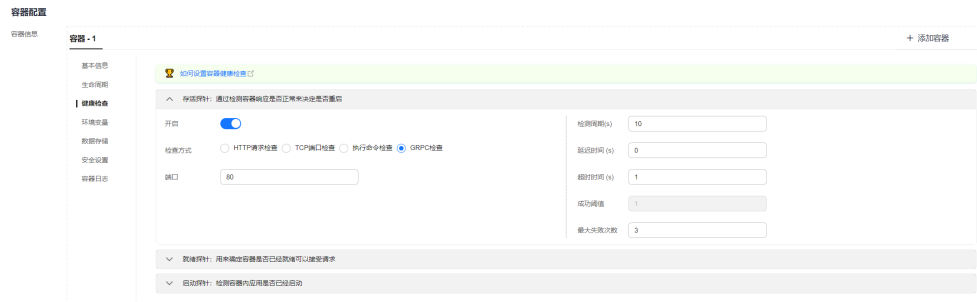 容器配置
容器信息
容器 - 1
+ 添加容器
基本信息
生命周期
健康检查
环境变量
数据存储
安全设置
容器日志
如何设置容器健康检查
存活探针：通过检测容器响应是否正常来决定是否重启
开启
检查方式
HTTP请求检查
TCP端口检查
执行命令检查
GRPC检查
端口
80
检测周期(s)
10
延迟时间 (s)
0
超时时间 (s)
1
成功阈值
1
最大失败次数
3
就绪探针：用来确定容器是否已经就绪可以接受请求
启动探针：检测容器内应用是否已经启动